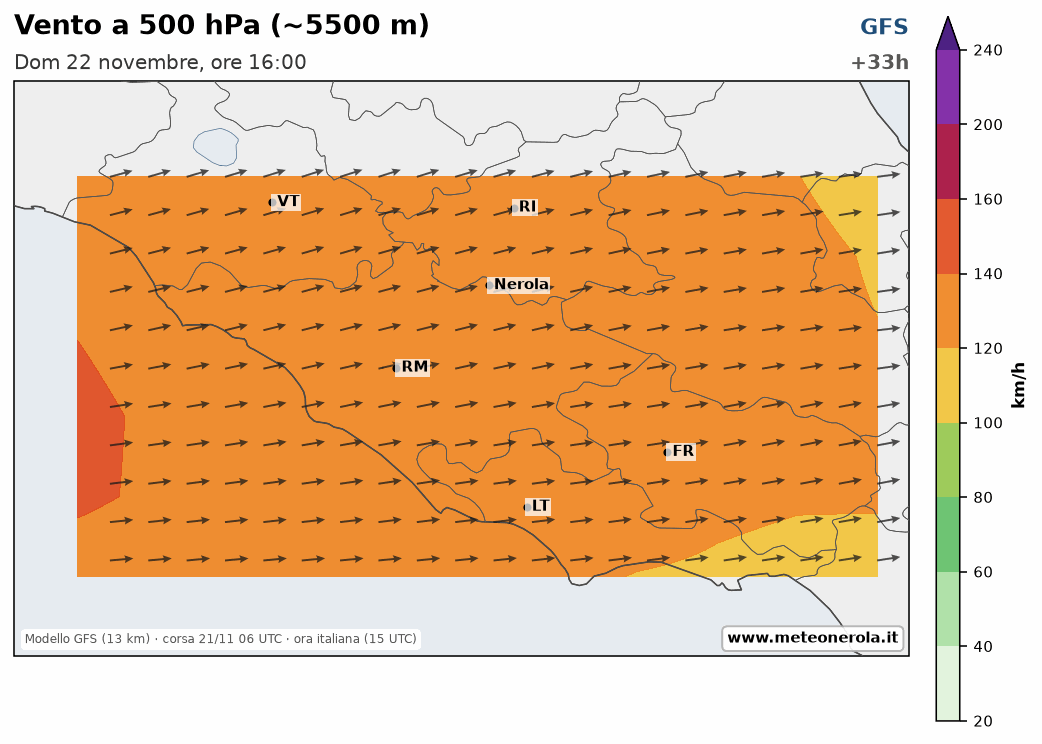 Vento a 500 hPa (~5500 m)
GFS
Dom 22 novembre, ore 16:00
+33h
240
200
160
140
120
100
80
60
40
20
km/h
VT
RI
Nerola
RM
FR
LT
Modello GFS (13 km) · corsa 21/11 06 UTC · ora italiana (15 UTC)
www.meteonerola.it